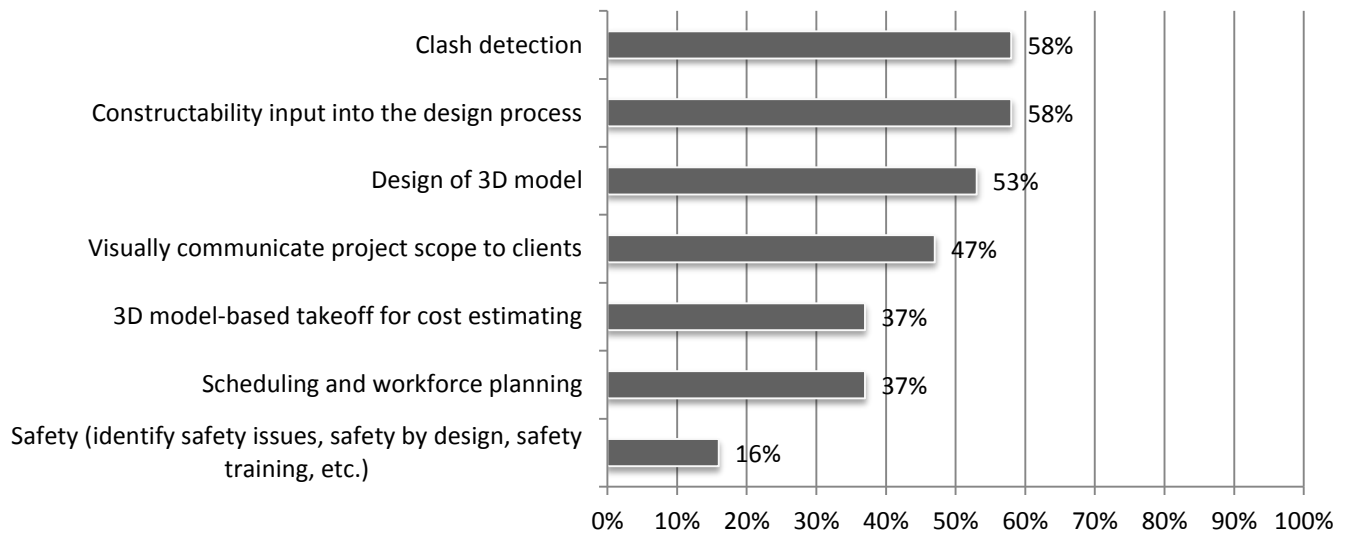 Clash detection
58%
Constructability input into the design process
58%
Design of 3D model
53%
Visually communicate project scope to clients
47%
3D model-based takeoff for cost estimating
37%
Scheduling and workforce planning
37%
Safety (identify safety issues, safety by design, safety
training, etc.)
16%
0% 10% 20% 30% 40% 50% 60% 70% 80% 90% 100%